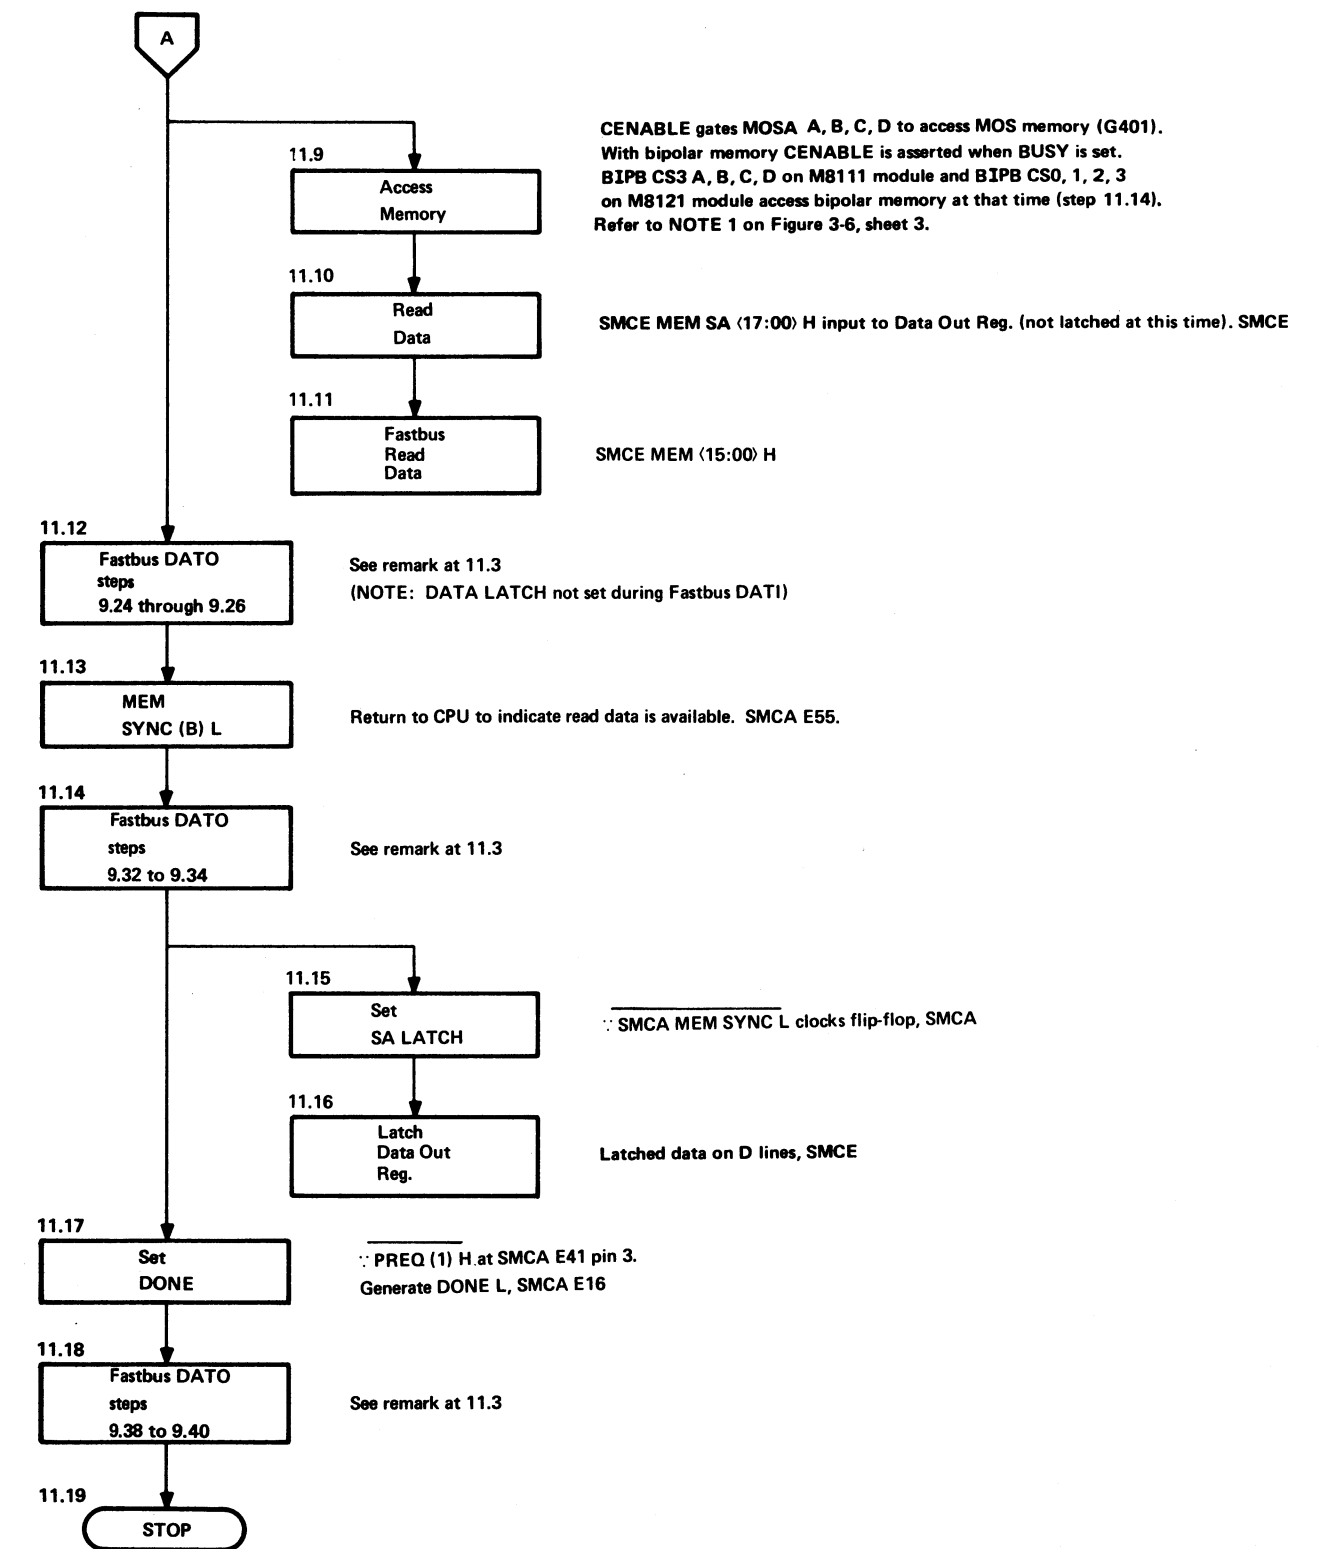 A
CENABLE gates MOSA A, B, C, D to access MOS memory (G401).
With bipolar memory CENABLE is asserted when BUSY is set.
BIPB CS3 A, B, C, D on M8111 module and BIPB CS0, 1, 2, 3
on M8121 module access bipolar memory at that time (step 11.14).
Refer to NOTE 1 on Figure 3-6, sheet 3.
11.9
Access
Memory
11.10
Read
Data
SMCE MEM SA ⟨17:00⟩ H input to Data Out Reg. (not latched at this time). SMCE
11.11
Fastbus
Read
Data
SMCE MEM ⟨15:00⟩ H
11.12
Fastbus DATO
steps
9.24 through 9.26
See remark at 11.3
(NOTE: DATA LATCH not set during Fastbus DATI)
11.13
MEM
SYNC (B) L
Return to CPU to indicate read data is available. SMCA E55.
11.14
Fastbus DATO
steps
9.32 to 9.34
See remark at 11.3
11.15
Set
SA LATCH
∵ SMCA MEM SYNC L clocks flip-flop, SMCA
11.16
Latch
Data Out
Reg.
Latched data on D lines, SMCE
11.17
Set
DONE
∵ PREQ (1) H at SMCA E41 pin 3.
Generate DONE L, SMCA E16
11.18
Fastbus DATO
steps
9.38 to 9.40
See remark at 11.3
11.19
STOP